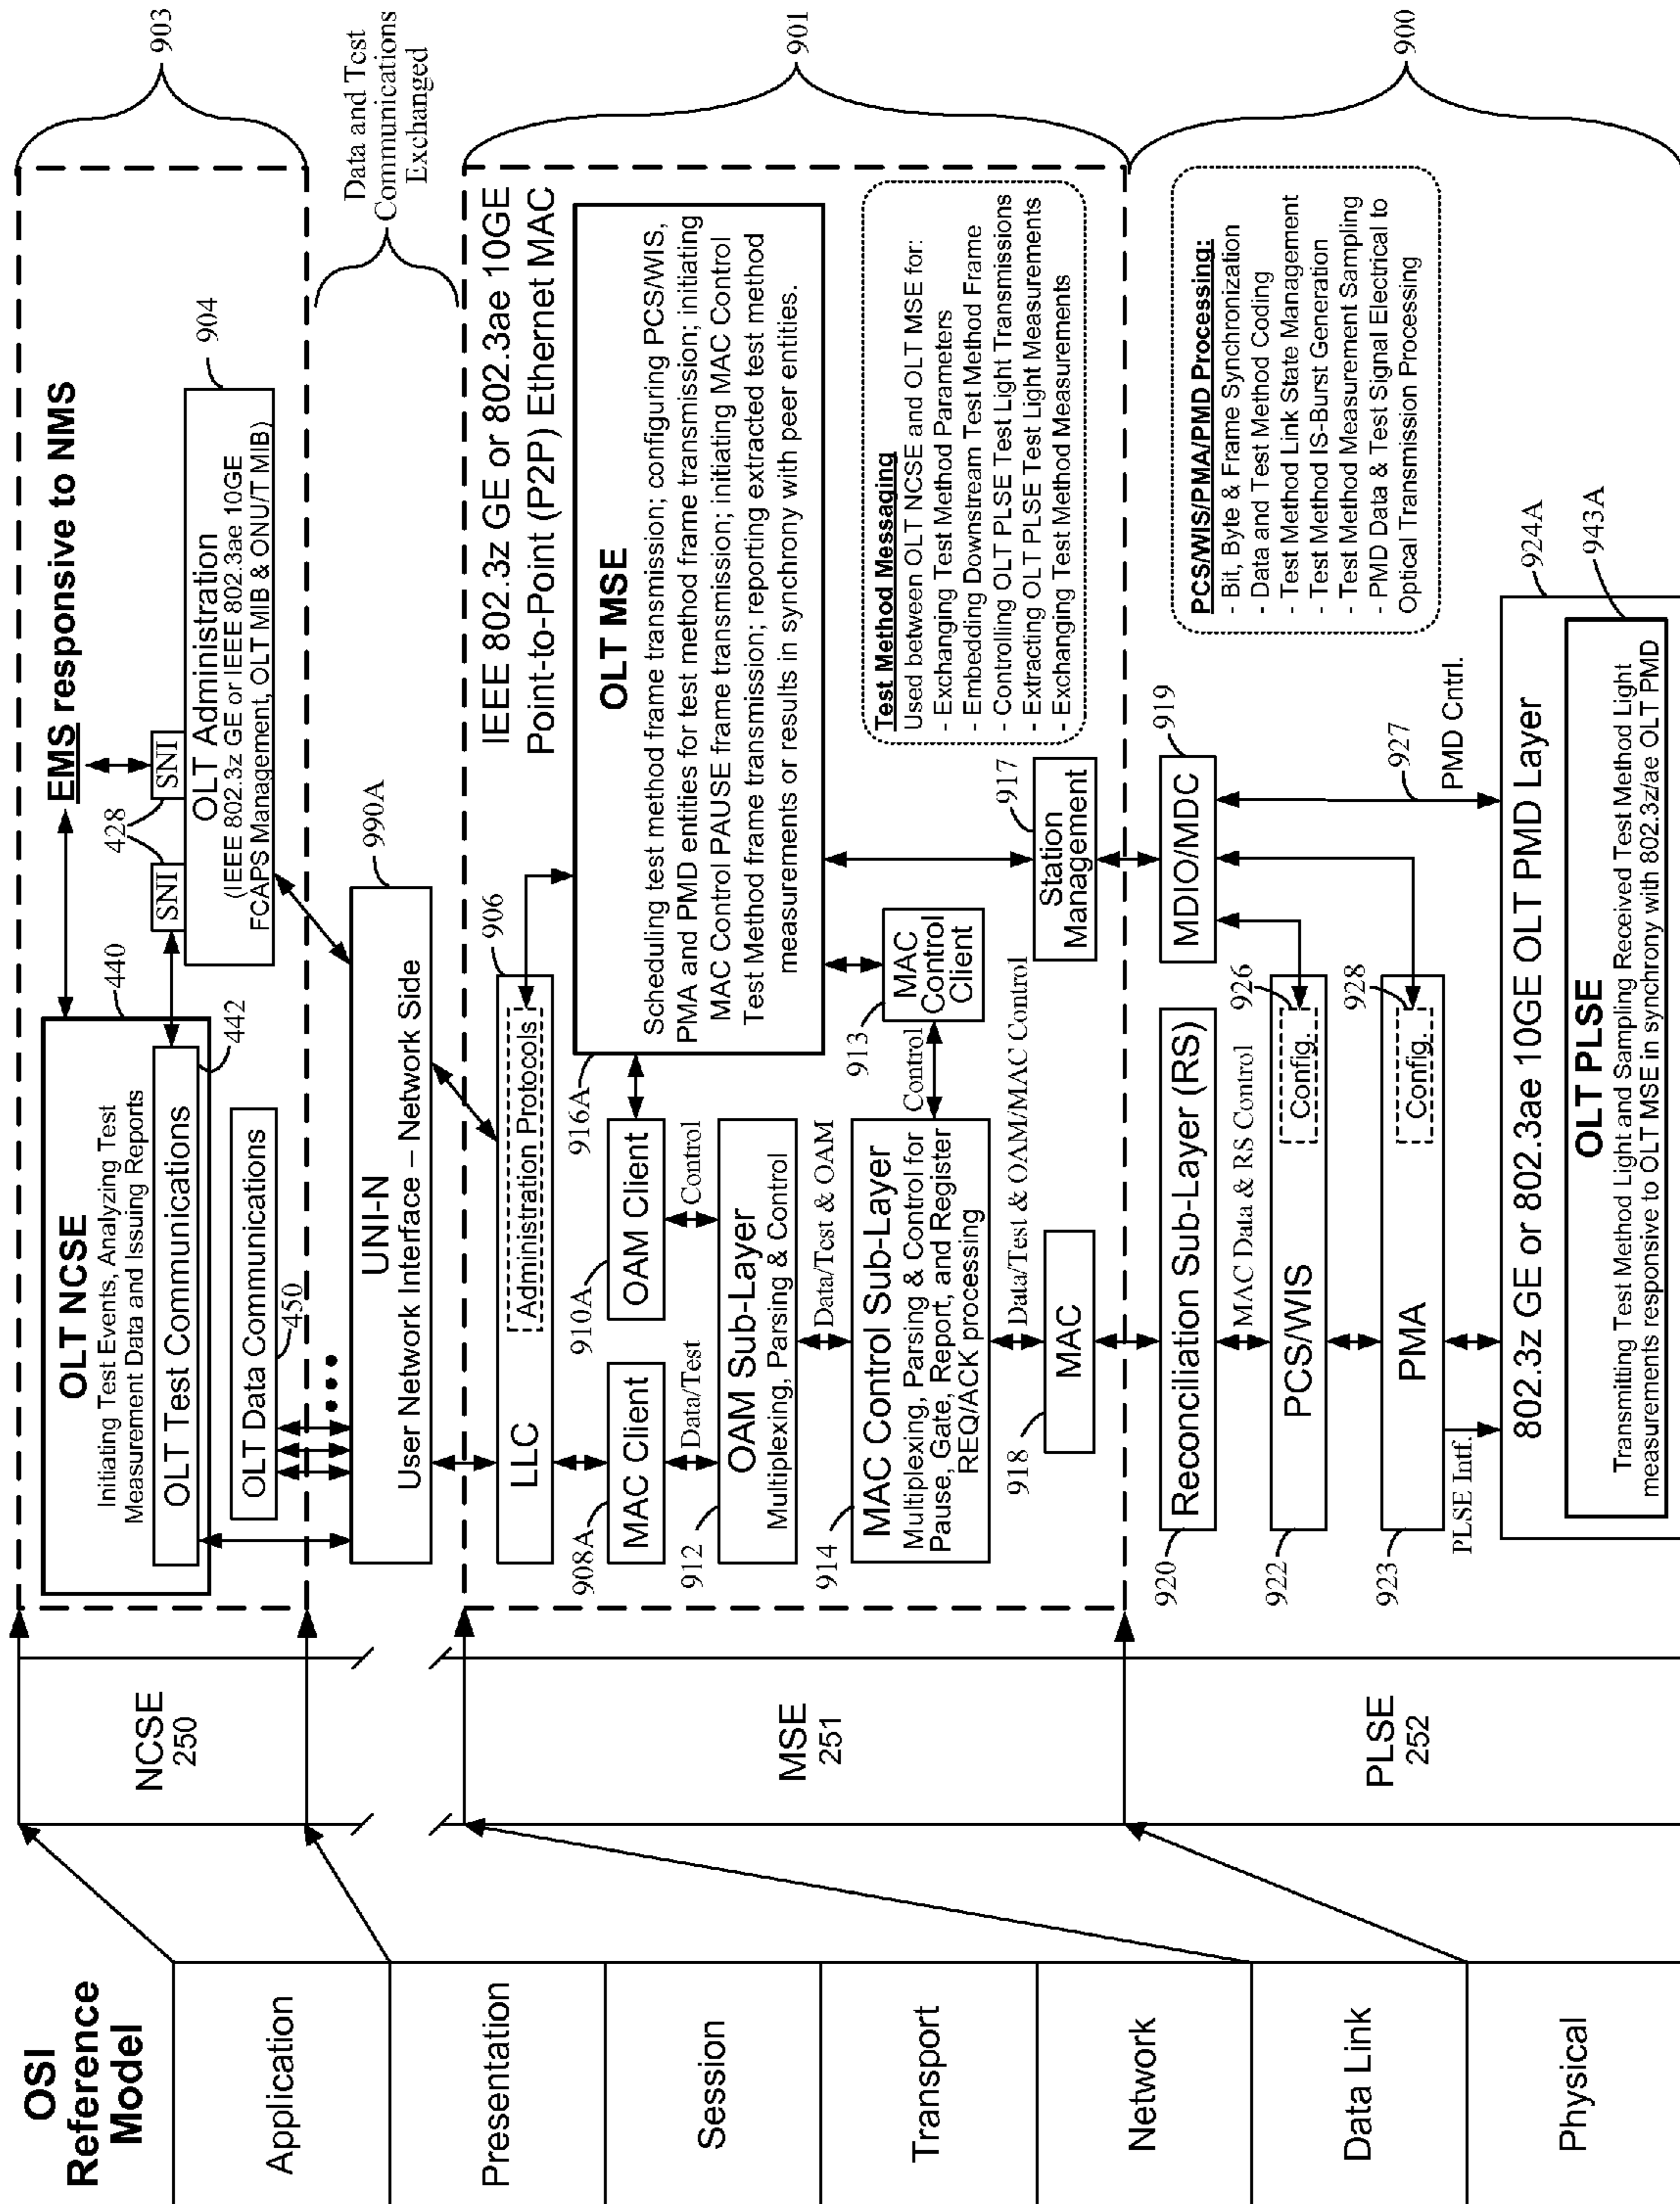 OSI
Reference
Model
Application
Presentation
Session
Transport
Network
Data Link
Physical
NCSE
250
MSE
251
PLSE
252
903
EMS responsive to NMS
OLT NCSE
Initiating Test Events, Analyzing Test
Measurement Data and Issuing Reports
OLT Test Communications
440
442
OLT Data Communications
450
428
SNI
SNI
904
OLT Administration
(IEEE 802.3z GE or IEEE 802.3ae 10GE
FCAPS Management, OLT MIB & ONU/T MIB)
Data and Test
Communications
Exchanged
UNI-N
User Network Interface – Network Side
990A
901
IEEE 802.3z GE or 802.3ae 10GE
Point-to-Point (P2P) Ethernet MAC
LLC
Administration Protocols
906
OLT MSE
Scheduling test method frame transmission; configuring PCS/WIS,
PMA and PMD entities for test method frame transmission; initiating
MAC Control PAUSE frame transmission; initiating MAC Control
Test Method frame transmission; reporting extracted test method
measurements or results in synchrony with peer entities.
916A
908A
MAC Client
910A
OAM Client
Data/Test
Control
912
OAM Sub-Layer
Multiplexing, Parsing & Control
Data/Test & OAM
914
MAC Control Sub-Layer
Multiplexing, Parsing & Control for
Pause, Gate, Report, and Register
REQ/ACK processing
Control
913
MAC
Control
Client
Data/Test & OAM/MAC Control
918
MAC
917
Station
Management
Test Method Messaging
Used between OLT NCSE and OLT MSE for:
- Exchanging Test Parameters
- Embedding Downstream Test Method Frame
- Controlling OLT PLSE Test Light Transmissions
- Extracting OLT PLSE Test Light Measurements
- Exchanging Test Method Measurements
900
920
Reconciliation Sub-Layer (RS)
MDIO/MDC
919
MAC Data & RS Control
926
922
PCS/WIS
Config.
928
923
PMA
Config.
927
PMD Cntrl.
PLSE Intf.
PCS/WIS/PMA/PMD Processing:
- Bit, Byte & Frame Synchronization
- Data and Test Method Coding
- Test Method Link State Management
- Test Method IS-Burst Generation
- Test Method Measurement Sampling
- PMD Data & Test Signal Electrical to
Optical Transmission Processing
924A
802.3z GE or 802.3ae 10GE OLT PMD Layer
943A
OLT PLSE
Transmitting Test Method Light and Sampling Received Test Method Light
measurements responsive to OLT MSE in synchrony with 802.3z/ae OLT PMD